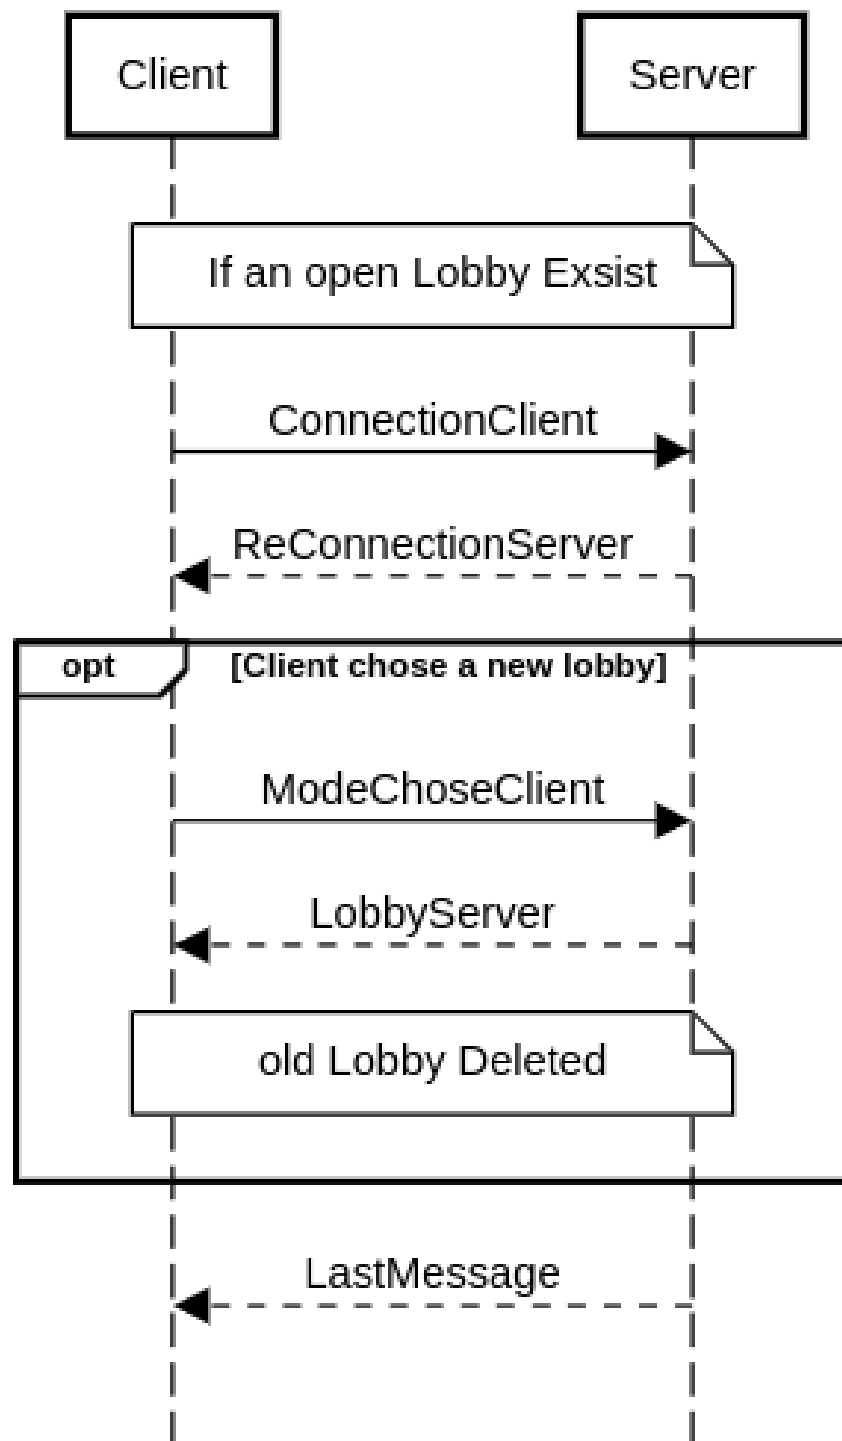 Client
Server
If an open Lobby Exsist
ConnectionClient
ReConnectionServer
opt
[Client chose a new lobby]
ModeChoseClient
LobbyServer
old Lobby Deleted
LastMessage